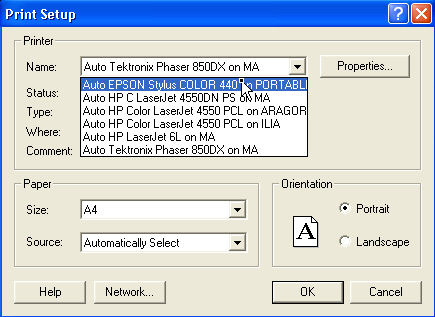 Print Setup
Printer
Name:
Auto Tektronix Phaser 850DX on MA
Properties...
Auto EPSON Stylus COLOR 440 on PORTABLE
Status:
Auto HP C LaserJet 4550DN PS on MA
Type:
Auto HP Color LaserJet 4550 PCL on ARAGOR
Where:
Auto HP Color LaserJet 4550 PCL on ILIA
Auto HP LaserJet 6L on MA
Comment:
Auto Tektronix Phaser 850DX on MA
Paper
Size:
A4
Source:
Automatically Select
Orientation
A
Portrait
Landscape
Help
Network...
OK
Cancel